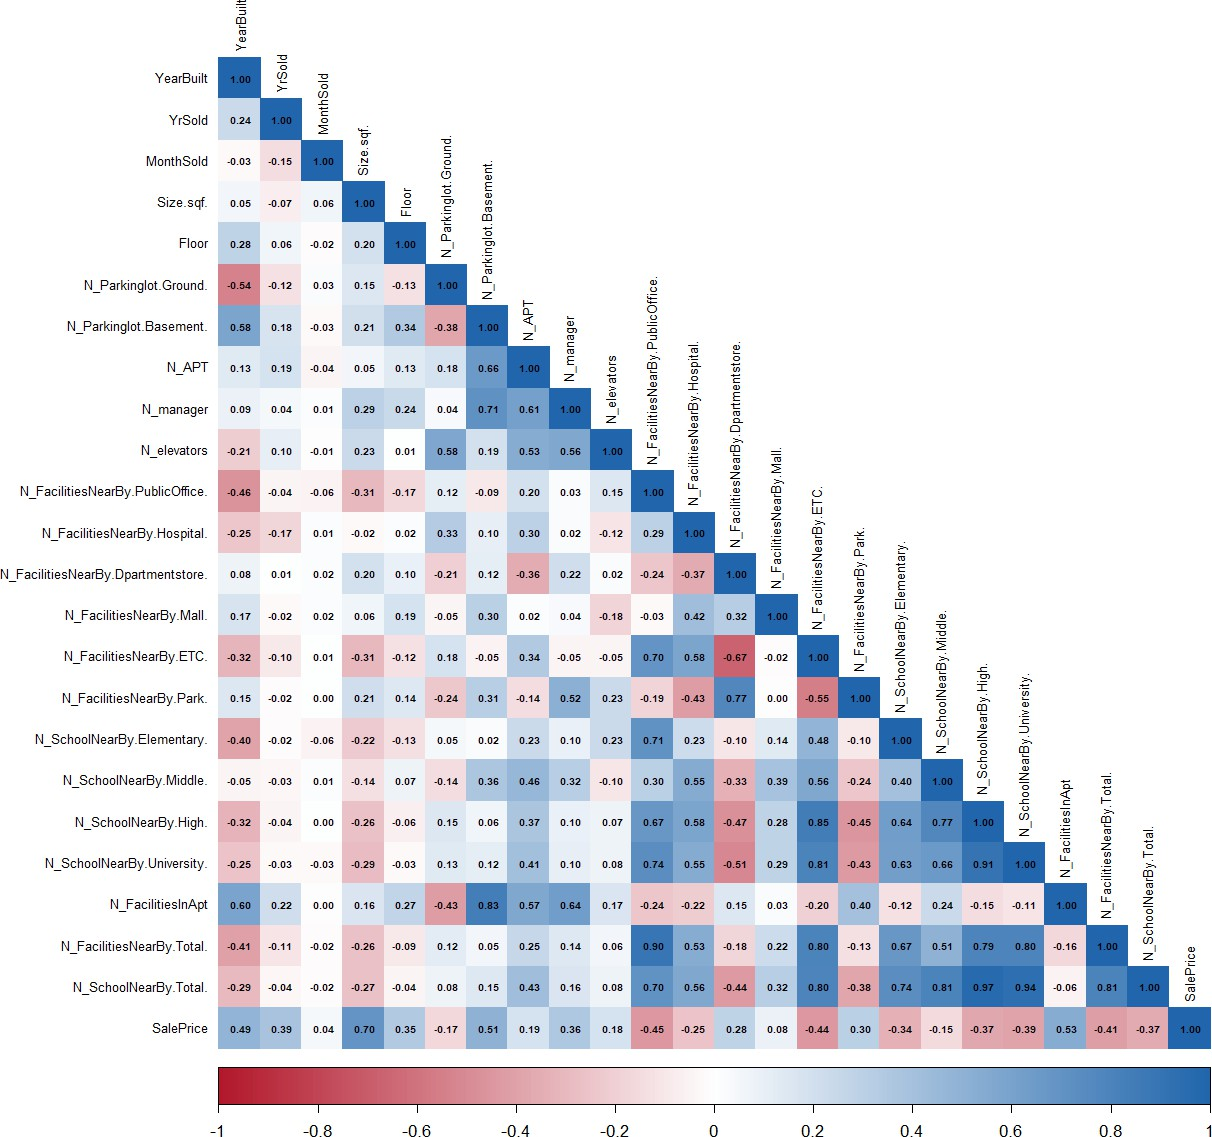 YearBuilt
YrSold
MonthSold
Size.sqf.
Floor
N_Parkinglot.Ground.
N_Parkinglot.Basement.
N_APT
N_manager
N_elevators
N_FacilitiesNearBy.PublicOffice.
N_FacilitiesNearBy.Hospital.
N_FacilitiesNearBy.Dpartmentstore.
N_FacilitiesNearBy.Mall.
N_FacilitiesNearBy.ETC.
N_FacilitiesNearBy.Park.
N_SchoolNearBy.Elementary.
N_SchoolNearBy.Middle.
N_SchoolNearBy.High.
N_SchoolNearBy.University.
N_FacilitiesInApt
N_FacilitiesNearBy.Total.
N_SchoolNearBy.Total.
SalePrice
YearBuilt 1.00
YrSold 0.24 1.00
MonthSold -0.03 -0.15 1.00
Size.sqf. 0.05 -0.07 0.06 1.00
Floor 0.28 0.06 -0.02 0.20 1.00
N_Parkinglot.Ground. -0.54 -0.12 0.03 0.15 -0.13 1.00
N_Parkinglot.Basement. 0.58 0.18 -0.03 0.21 0.34 -0.38 1.00
N_APT 0.13 0.19 -0.04 0.05 0.13 0.18 0.66 1.00
N_manager 0.09 0.04 0.01 0.29 0.24 0.04 0.71 0.61 1.00
N_elevators -0.21 0.10 -0.01 0.23 0.01 0.58 0.19 0.53 0.56 1.00
N_FacilitiesNearBy.PublicOffice. -0.46 -0.04 -0.06 -0.31 -0.17 0.12 -0.09 0.20 0.03 0.15 1.00
N_FacilitiesNearBy.Hospital. -0.25 -0.17 0.01 -0.02 0.02 0.33 0.10 0.30 0.02 -0.12 0.29 1.00
N_FacilitiesNearBy.Dpartmentstore. 0.08 0.01 0.02 0.20 0.10 -0.21 0.12 -0.36 0.22 0.02 -0.24 -0.37 1.00
N_FacilitiesNearBy.Mall. 0.17 -0.02 0.02 0.06 0.19 -0.05 0.30 0.02 0.04 -0.18 -0.03 0.42 0.32 1.00
N_FacilitiesNearBy.ETC. -0.32 -0.10 0.01 -0.31 -0.12 0.18 -0.05 0.34 -0.05 -0.05 0.70 0.58 -0.67 -0.02 1.00
N_FacilitiesNearBy.Park. 0.15 -0.02 0.00 0.21 0.14 -0.24 0.31 -0.14 0.52 0.23 -0.19 -0.43 0.77 0.00 -0.55 1.00
N_SchoolNearBy.Elementary. -0.40 -0.02 -0.06 -0.22 -0.13 0.05 0.02 0.23 0.10 0.23 0.71 0.23 -0.10 0.14 0.48 -0.10 1.00
N_SchoolNearBy.Middle. -0.05 -0.03 0.01 -0.14 0.07 -0.14 0.36 0.46 0.32 -0.10 0.30 0.55 -0.33 0.39 0.56 -0.24 0.40 1.00
N_SchoolNearBy.High. -0.32 -0.04 0.00 -0.26 -0.06 0.15 0.06 0.37 0.10 0.07 0.67 0.58 -0.47 0.28 0.85 -0.45 0.64 0.77 1.00
N_SchoolNearBy.University. -0.25 -0.03 -0.03 -0.29 -0.03 0.13 0.12 0.41 0.10 0.08 0.74 0.55 -0.51 0.29 0.81 -0.43 0.63 0.66 0.91 1.00
N_FacilitiesInApt 0.60 0.22 0.00 0.16 0.27 -0.43 0.83 0.57 0.64 0.17 -0.24 -0.22 0.15 0.03 -0.20 0.40 -0.12 0.24 -0.15 -0.11 1.00
N_FacilitiesNearBy.Total. -0.41 -0.11 -0.02 -0.26 -0.09 0.12 0.05 0.25 0.14 0.06 0.90 0.53 -0.18 0.22 0.80 -0.13 0.67 0.51 0.79 0.80 -0.16 1.00
N_SchoolNearBy.Total. -0.29 -0.04 -0.02 -0.27 -0.04 0.08 0.15 0.43 0.16 0.08 0.70 0.56 -0.44 0.32 0.80 -0.38 0.74 0.81 0.97 0.94 -0.06 0.81 1.00
SalePrice 0.49 0.39 0.04 0.70 0.35 -0.17 0.51 0.19 0.36 0.18 -0.45 -0.25 0.28 0.08 -0.44 0.30 -0.34 -0.15 -0.37 -0.39 0.53 -0.41 -0.37 1.00
-1 -0.8 -0.6 -0.4 -0.2 0 0.2 0.4 0.6 0.8 1